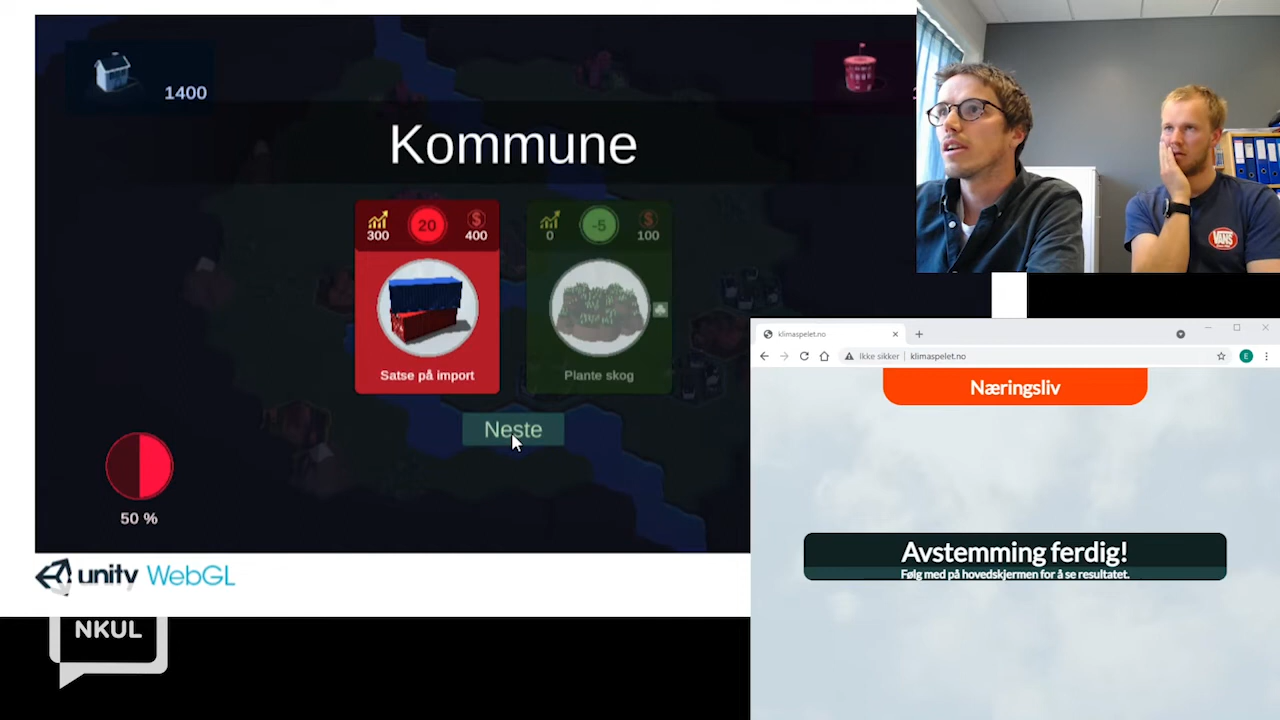 1400
Kommune
300
20
400
Satse på import
0
-5
100
Plante skog
Neste
50 %
unity WebGL
NKUL
VANS
klimaspelet.no
Ikke sikker
klimaspelet.no
E
Næringsliv
Avstemming ferdig!
Følg med på hovedskjermen for å se resultatet.